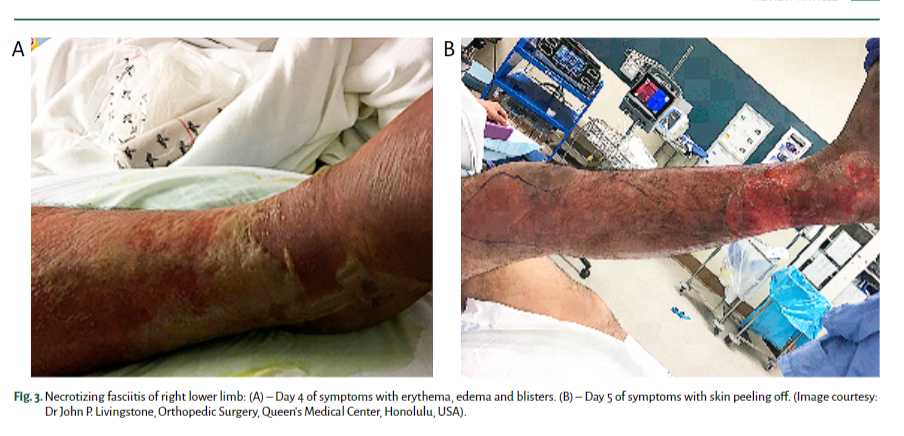 A
B
Fig. 3. Necrotizing fasciitis of right lower limb: (A) – Day 4 of symptoms with erythema, edema and blisters. (B) – Day 5 of symptoms with skin peeling off. (Image courtesy:
Dr John P. Livingstone, Orthopedic Surgery, Queen's Medical Center, Honolulu, USA).